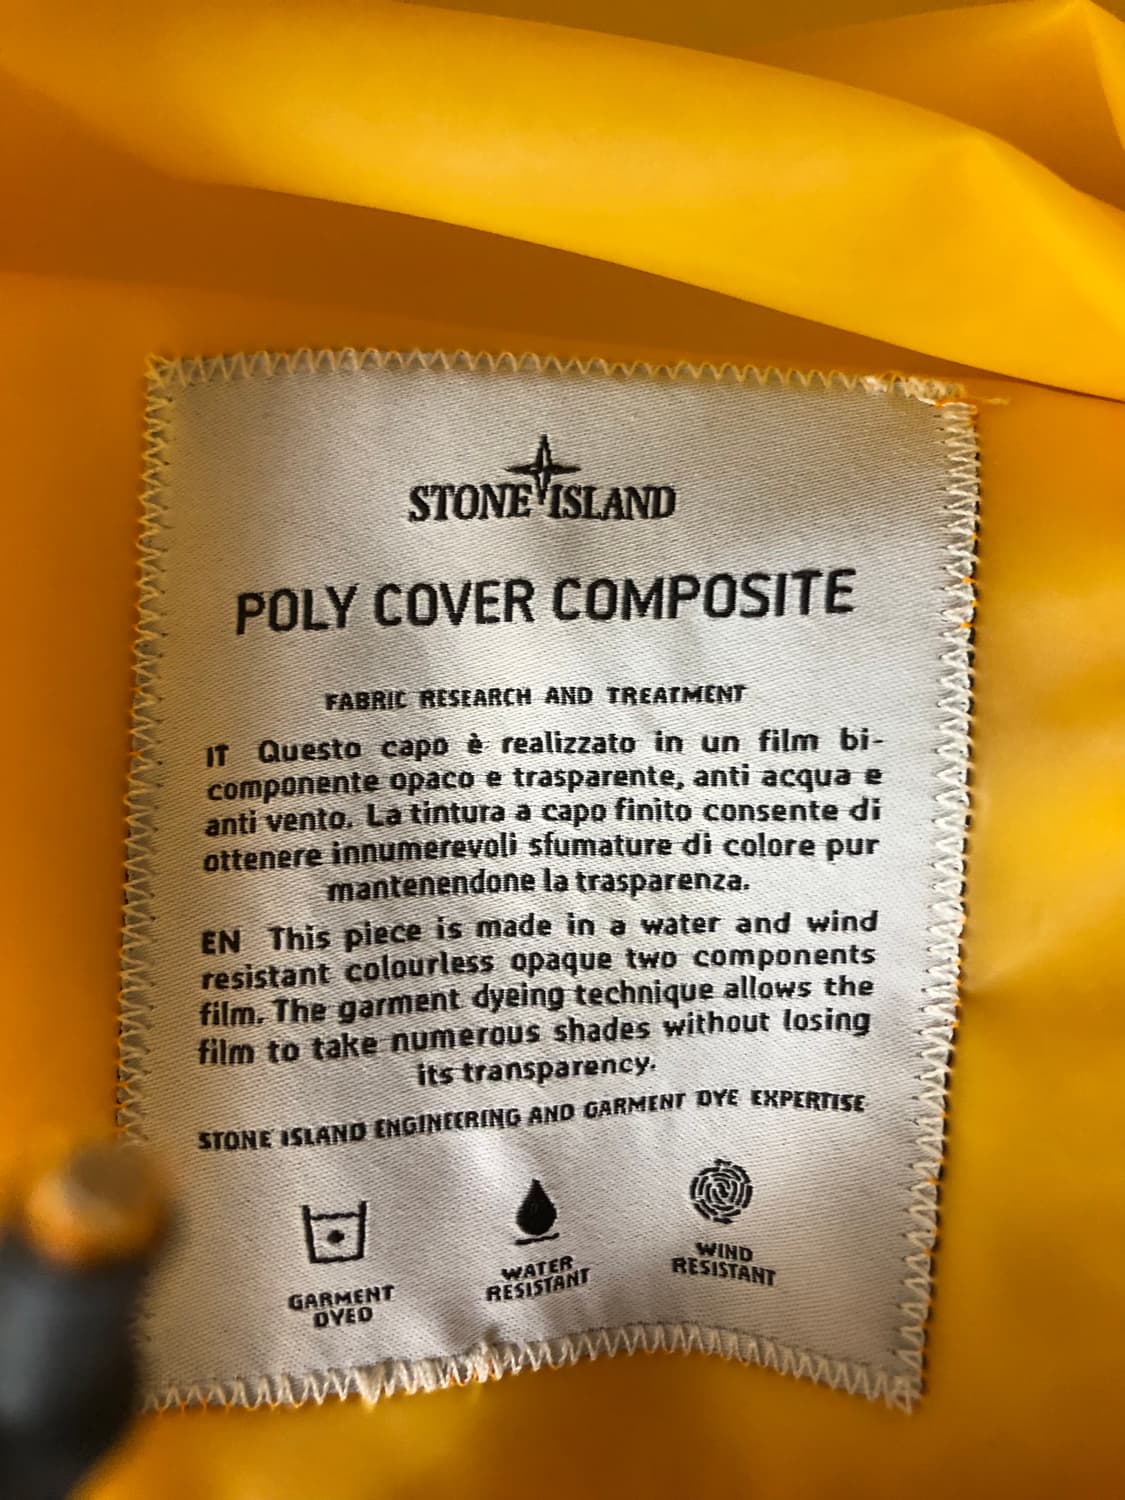 STONE ISLAND
POLY COVER COMPOSITE
FABRIC RESEARCH AND TREATMENT
IT Questo capo è realizzato in un film bi-
componente opaco e trasparente, anti acqua e
anti vento. La tintura a capo finito consente di
ottenere innumerevoli sfumature di colore pur
mantenendone la trasparenza.
EN This piece is made in a water and wind
resistant colourless opaque two components
film. The garment dyeing technique allows the
film to take numerous shades without losing
its transparency.
STONE ISLAND ENGINEERING AND GARMENT DYE EXPERTISE
GARMENT
DYED
WATER
RESISTANT
WIND
RESISTANT